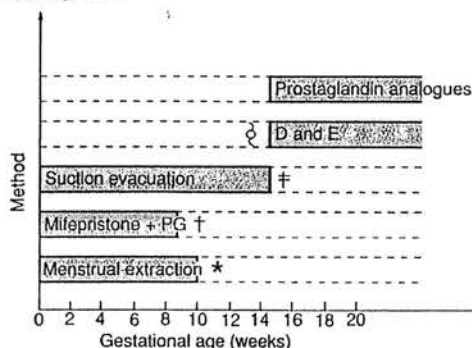 Prostaglandin analogues
D and E
Suction evacuation ‡
Mifepristone + PG †
Menstrual extraction *
Method
0 2 4 6 8 10 12 14 16 18 20
Gestational age (weeks)